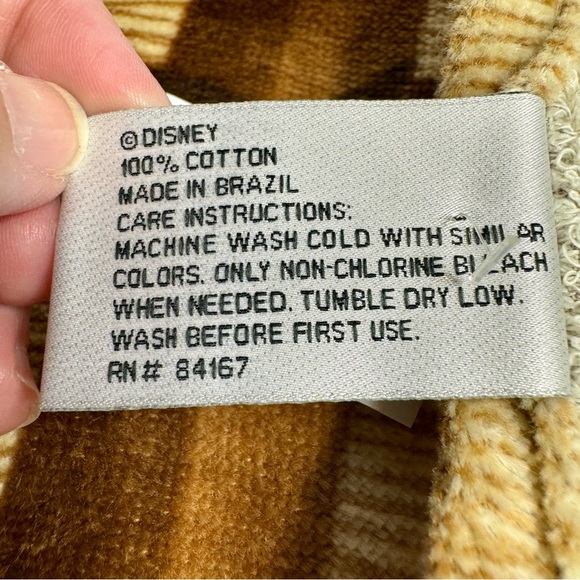 © DISNEY
100% COTTON
MADE IN BRAZIL
CARE INSTRUCTIONS:
MACHINE WASH COLD WITH SIMILAR
COLORS. ONLY NON-CHLORINE BLEACH
WHEN NEEDED. TUMBLE DRY LOW.
WASH BEFORE FIRST USE.
RN# 84167